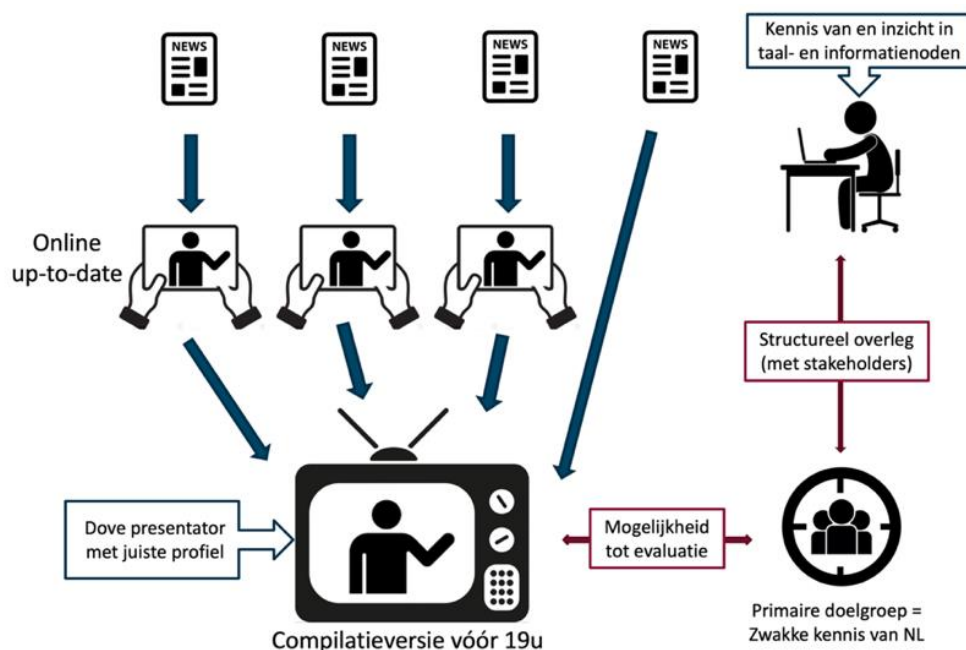 NEWS
NEWS
NEWS
NEWS
Kennis van en inzicht in
taal- en informatienoden
Online
up-to-date
Structureel overleg
(met stakeholders)
Dove presentator
met juiste profiel
Mogelijkheid
tot evaluatie
Compilatieversie vóór 19u
Primaire doelgroep =
Zwakke kennis van NL